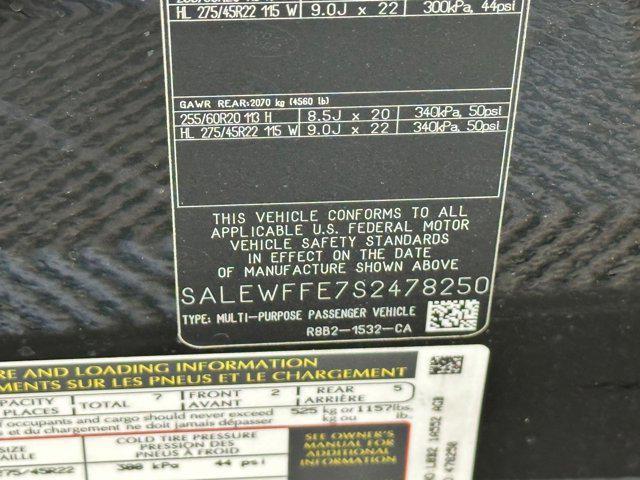 HL 275/45R22 115 W 9.0J x 22 300kPa, 44psi
GAWR REAR:2070 kg (4560 lb)
255/60R20 113 H 8.5J x 20 340kPa, 50psi
HL 275/45R22 115 W 9.0J x 22 340kPa, 50psi
THIS VEHICLE CONFORMS TO ALL
APPLICABLE U.S. FEDERAL MOTOR
VEHICLE SAFETY STANDARDS
IN EFFECT ON THE DATE
OF MANUFACTURE SHOWN ABOVE
SALEWFFE7S2478250
TYPE: MULTI-PURPOSE PASSENGER VEHICLE
R8B2-1532-CA
RE AND LOADING INFORMATION
EMENTS SUR LES PNEUS ET LE CHARGEMENT
CAPACITY TOTAL 7 FRONT 2 REAR 5
PLACES AVANT ARRIÈRE
of occupants and cargo should never exceed 525 kg or 1157lbs.
et du chargement ne doit jamais dépasser kg ou lb.
SIZE COLD TIRE PRESSURE SEE OWNER'S
PRESSION DES MANUAL FOR
PNEUS À FROID ADDITIONAL
275/45R22 300 kPa 44 psi INFORMATION